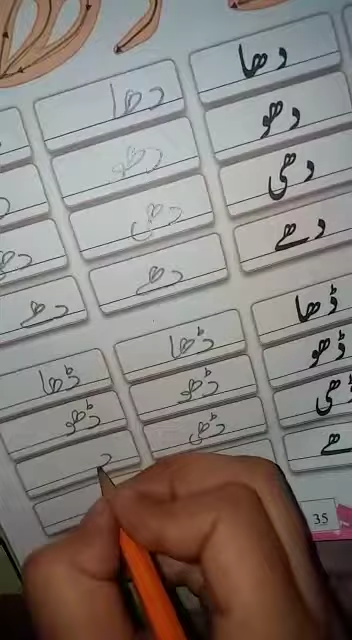 دھا دھا
دھو دھو
دھی دھی
دھے دھے دھے
ڈھا ڈھا ڈھا
ڈھو ڈھو ڈھو
ڈھی ڈھی د
35